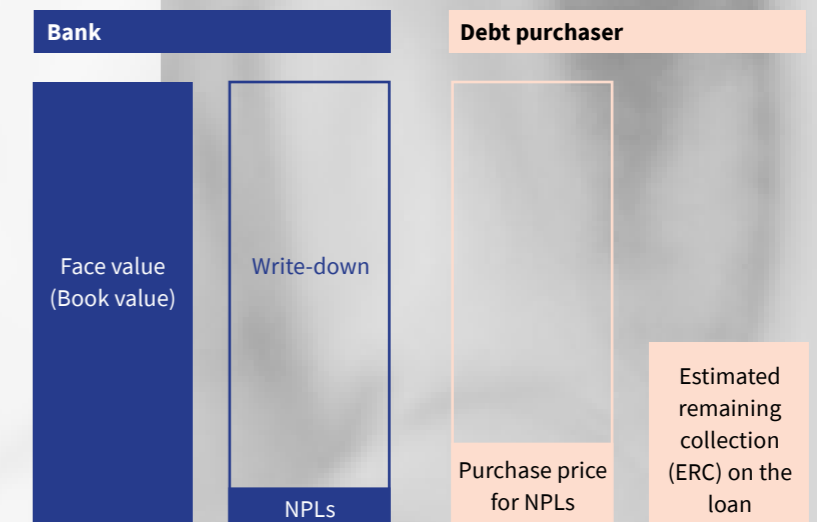 Bank
Debt purchaser
Face value
(Book value)
Write-down
NPLs
Purchase price
for NPLs
Estimated
remaining
collection
(ERC) on the
loan